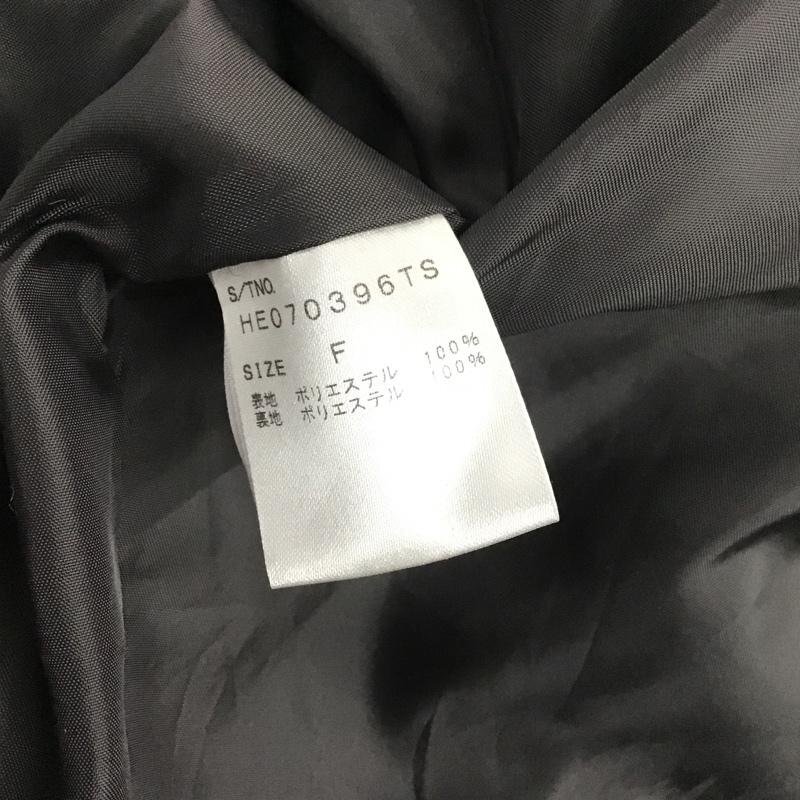 S/TNO.
HE070396TS
SIZE F
表地 ポリエステル 100%
裏地 ポリエステル 100%